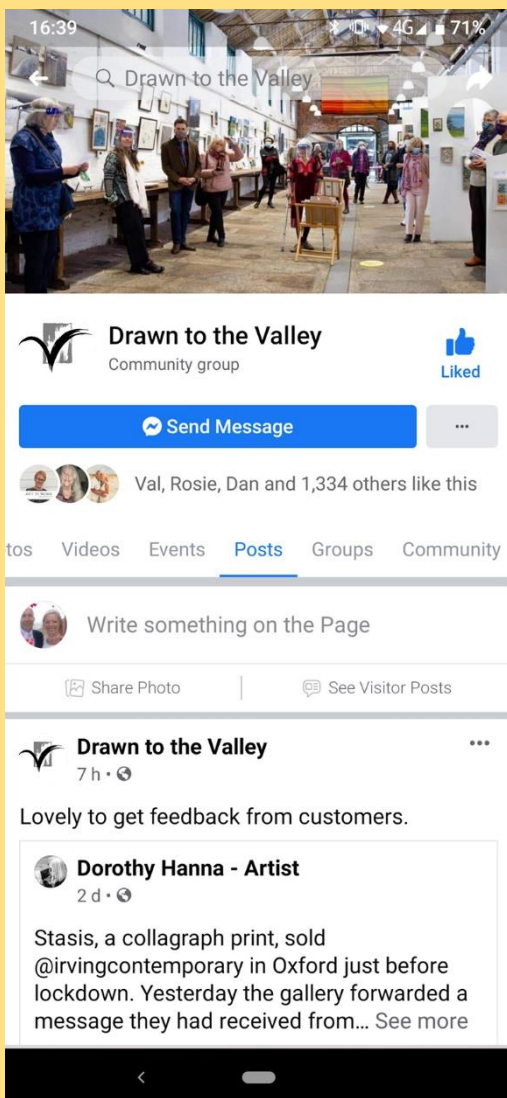 16:39 4G 71%
Drawn to the Valley
Drawn to the Valley
Community group
Liked
Send Message
Val, Rosie, Dan and 1,334 others like this
tos Videos Events Posts Groups Community
Write something on the Page
Share Photo See Visitor Posts
Drawn to the Valley
7 h
Lovely to get feedback from customers.
Dorothy Hanna - Artist
2 d
Stasis, a collagraph print, sold
@irvingcontemporary in Oxford just before
lockdown. Yesterday the gallery forwarded a
message they had received from... See more